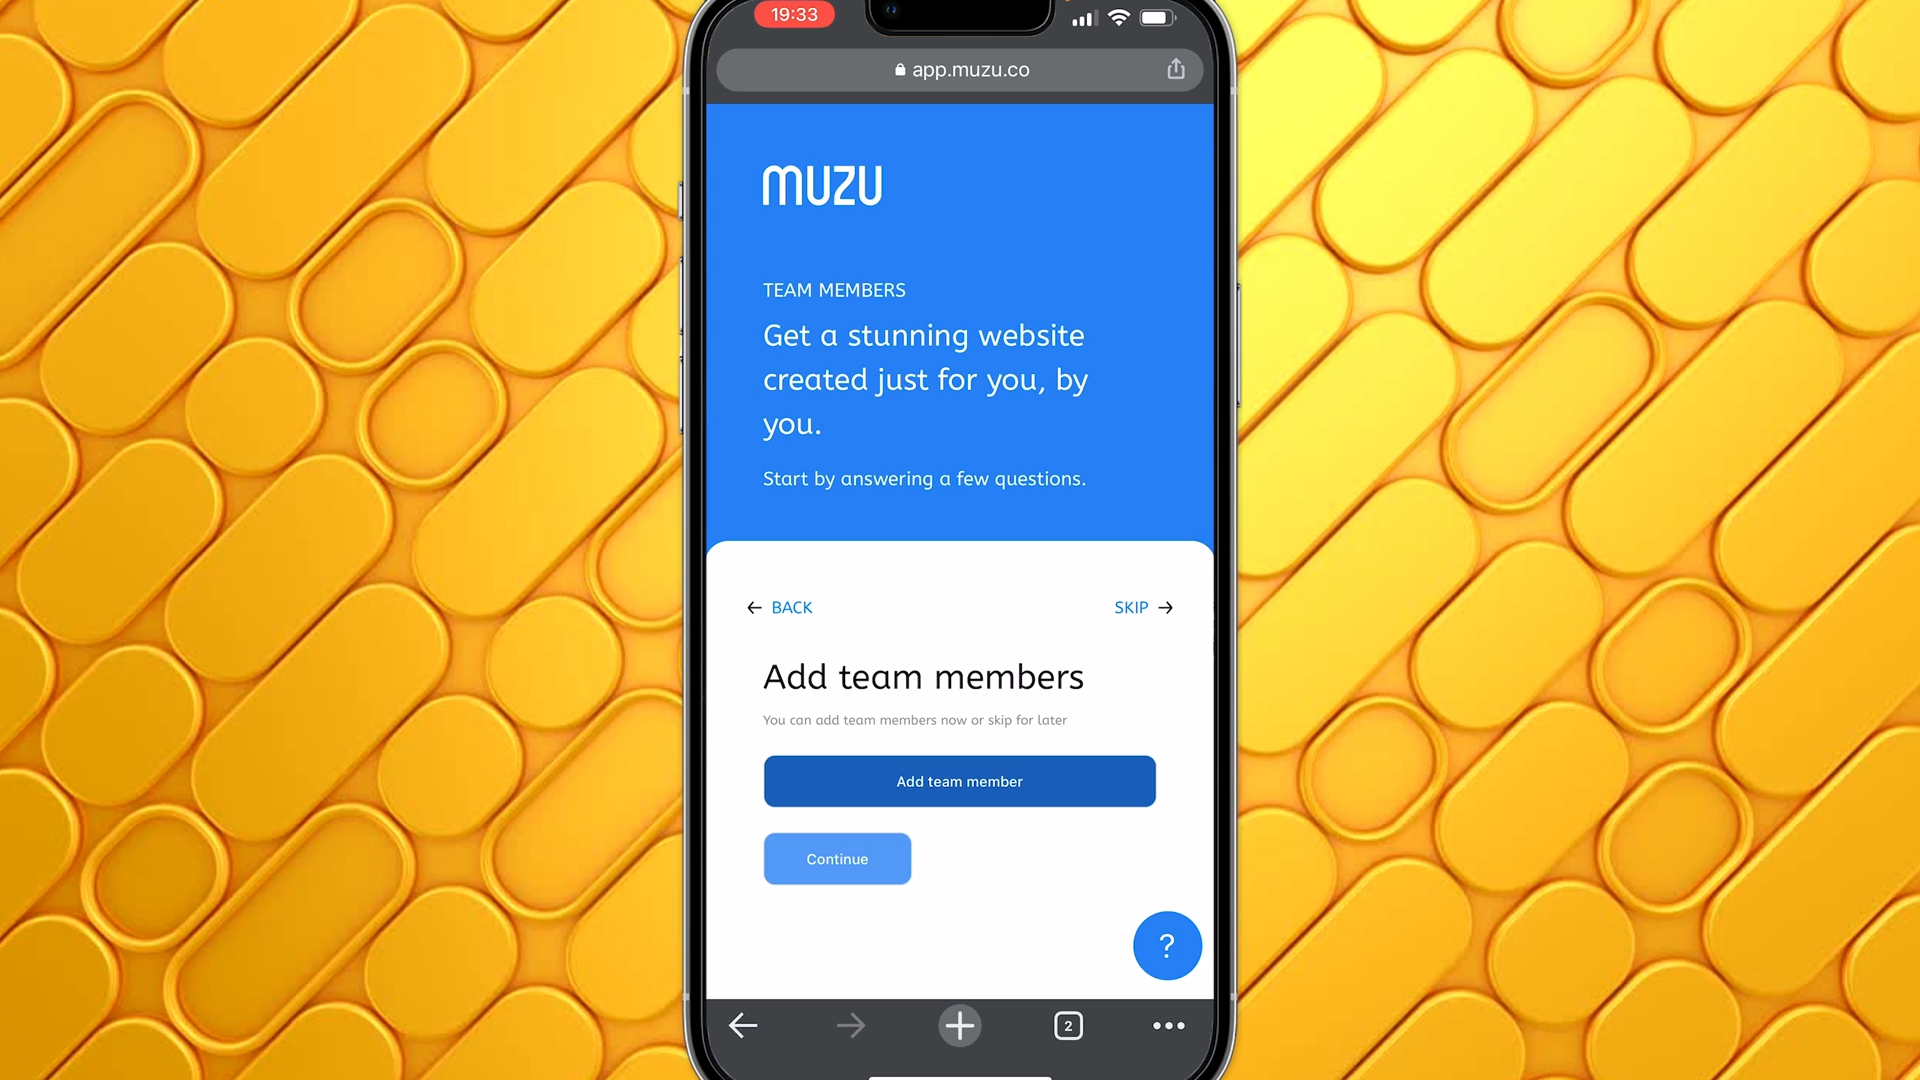 19:33
app.muzu.co
MUZU
TEAM MEMBERS
Get a stunning website
created just for you, by
you.
Start by answering a few questions.
← BACK
SKIP →
Add team members
You can add team members now or skip for later
Add team member
Continue
?
2